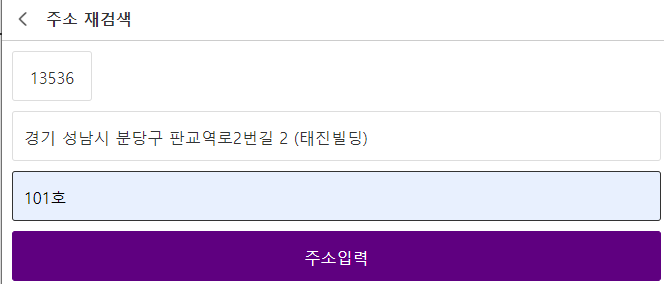 주소 재검색
13536
경기 성남시 분당구 판교역로2번길 2 (태진빌딩)
101호
주소입력